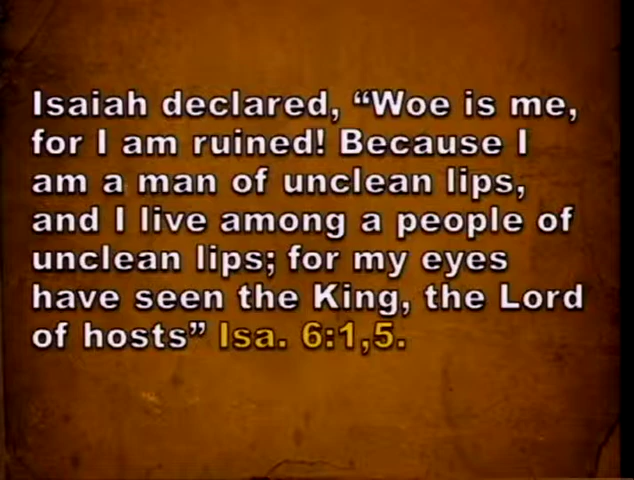 Isaiah declared, “Woe is me,
for I am ruined! Because I
am a man of unclean lips,
and I live among a people of
unclean lips; for my eyes
have seen the King, the Lord
of hosts” Isa. 6:1,5.